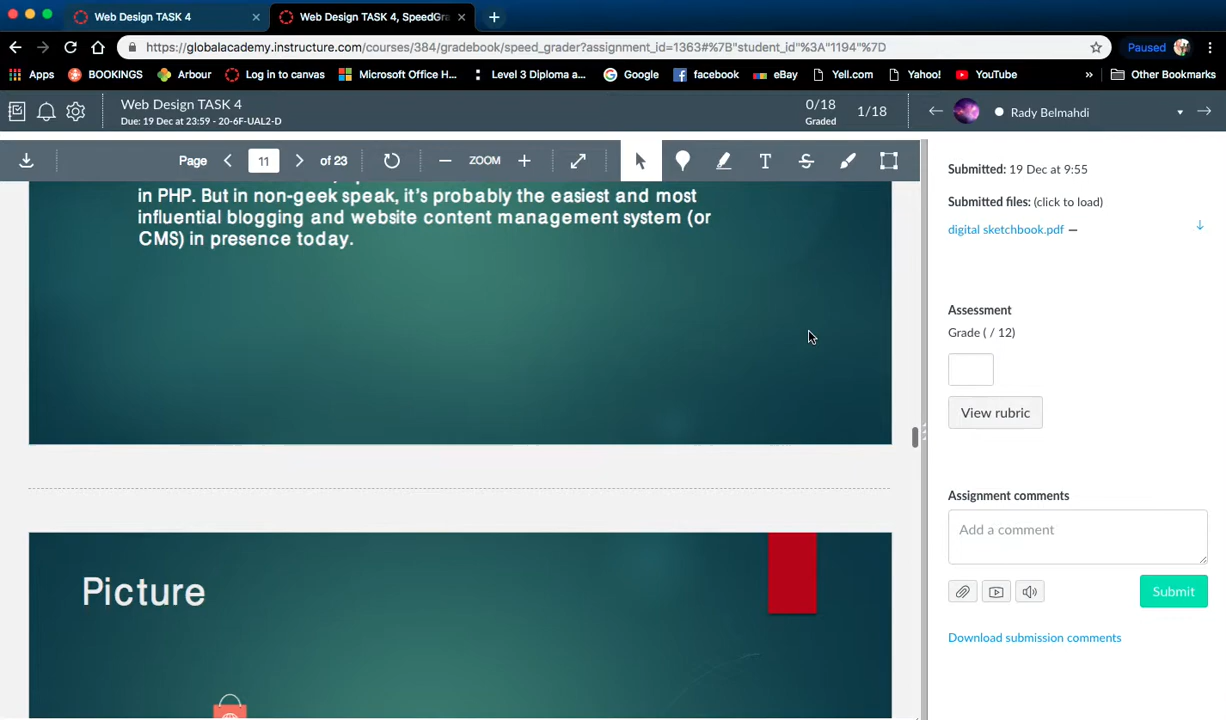 Web Design TASK 4
Web Design TASK 4, SpeedGra
https://globalacademy.instructure.com/courses/384/gradebook/speed_grader?assignment_id=1363#%7B"student_id"%3A"1194"%7D
Paused
Apps
BOOKINGS
Arbour
Log in to canvas
Microsoft Office H...
Level 3 Diploma a...
Google
facebook
eBay
Yell.com
Yahoo!
YouTube
»
Other Bookmarks
Web Design TASK 4
Due: 19 Dec at 23:59 - 20-6F-UAL2-D
0/18
Graded
1/18
Rady Belmahdi
Page
11
of 23
ZOOM
in PHP. But in non-geek speak, it's probably the easiest and most
influential blogging and website content management system (or
CMS) in presence today.
Picture
Submitted: 19 Dec at 9:55
Submitted files: (click to load)
digital sketchbook.pdf
Assessment
Grade ( / 12)
View rubric
Assignment comments
Add a comment
Submit
Download submission comments